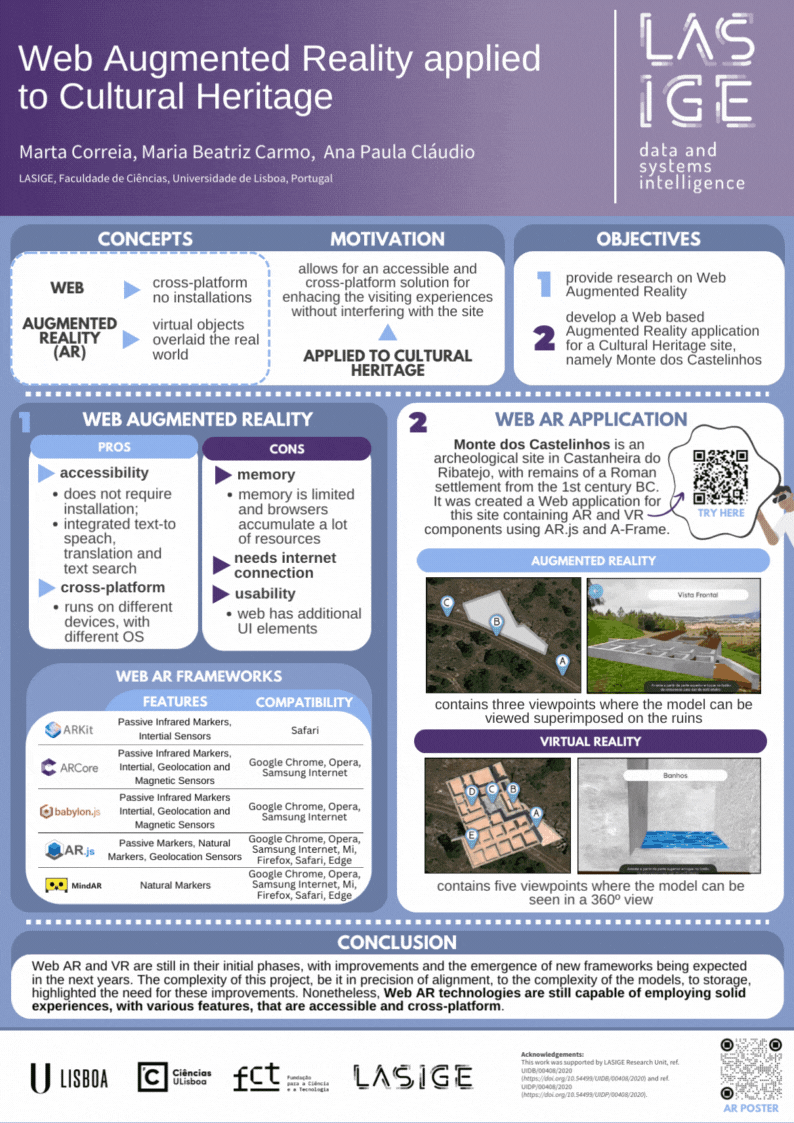 Web Augmented Reality applied
to Cultural Heritage
Marta Correia, Maria Beatriz Carmo, Ana Paula Cláudio
LASIGE, Faculdade de Ciências, Universidade de Lisboa, Portugal
LAS
IGE
data and
systems
intelligence
CONCEPTS
WEB
cross-platform
no installations
AUGMENTED
REALITY
(AR)
virtual objects
overlaid the real
world
MOTIVATION
allows for an accessible and
cross-platform solution for
enhacing the visiting experiences
without interfering with the site
APPLIED TO CULTURAL
HERITAGE
OBJECTIVES
1
provide research on Web
Augmented Reality
2
develop a Web based
Augmented Reality application
for a Cultural Heritage site,
namely Monte dos Castelinhos
1
WEB AUGMENTED REALITY
PROS
accessibility
• does not require
installation;
• integrated text-to
speach,
translation and
text search
cross-platform
• runs on different
devices, with
different OS
CONS
memory
• memory is limited
and browsers
accumulate a lot
of resources
needs internet
connection
usability
• web has additional
UI elements
WEB AR FRAMEWORKS
FEATURES
COMPATIBILITY
ARKit
Passive Infrared Markers,
Intertial Sensors
Safari
ARCore
Passive Infrared Markers,
Intertial, Geolocation and
Magnetic Sensors
Google Chrome, Opera,
Samsung Internet
babylon.js
Passive Infrared Markers
Intertial, Geolocation and
Magnetic Sensors
Google Chrome, Opera,
Samsung Internet
AR.js
Passive Markers, Natural
Markers, Geolocation Sensors
Google Chrome, Opera,
Samsung Internet, Mi,
Firefox, Safari, Edge
MindAR
Natural Markers
Google Chrome, Opera,
Samsung Internet, Mi,
Firefox, Safari, Edge
2
WEB AR APPLICATION
Monte dos Castelinhos is an
archeological site in Castanheira do
Ribatejo, with remains of a Roman
settlement from the 1st century BC.
It was created a Web application for
this site containing AR and VR
components using AR.js and A-Frame.
TRY HERE
AUGMENTED REALITY
C
B
A
Vista Frontal
contains three viewpoints where the model can be
viewed superimposed on the ruins
VIRTUAL REALITY
D
C
B
A
E
Banhos
contains five viewpoints where the model can be
seen in a 360º view
CONCLUSION
Web AR and VR are still in their initial phases, with improvements and the emergence of new frameworks being expected
in the next years. The complexity of this project, be it in precision of alignment, to the complexity of the models, to storage,
highlighted the need for these improvements. Nonetheless, Web AR technologies are still capable of employing solid
experiences, with various features, that are accessible and cross-platform.
U LISBOA
C Ciências
ULisboa
fct Fundação
para a Ciência
e a Tecnologia
LASIGE
Acknowledgements:
This work was supported by LASIGE Research Unit, ref.
UIDB/00408/2020
(https://doi.org/10.54499/UIDB/00408/2020) and ref.
UIDP/00408/2020
(https://doi.org/10.54499/UIDP/00408/2020).
AR POSTER